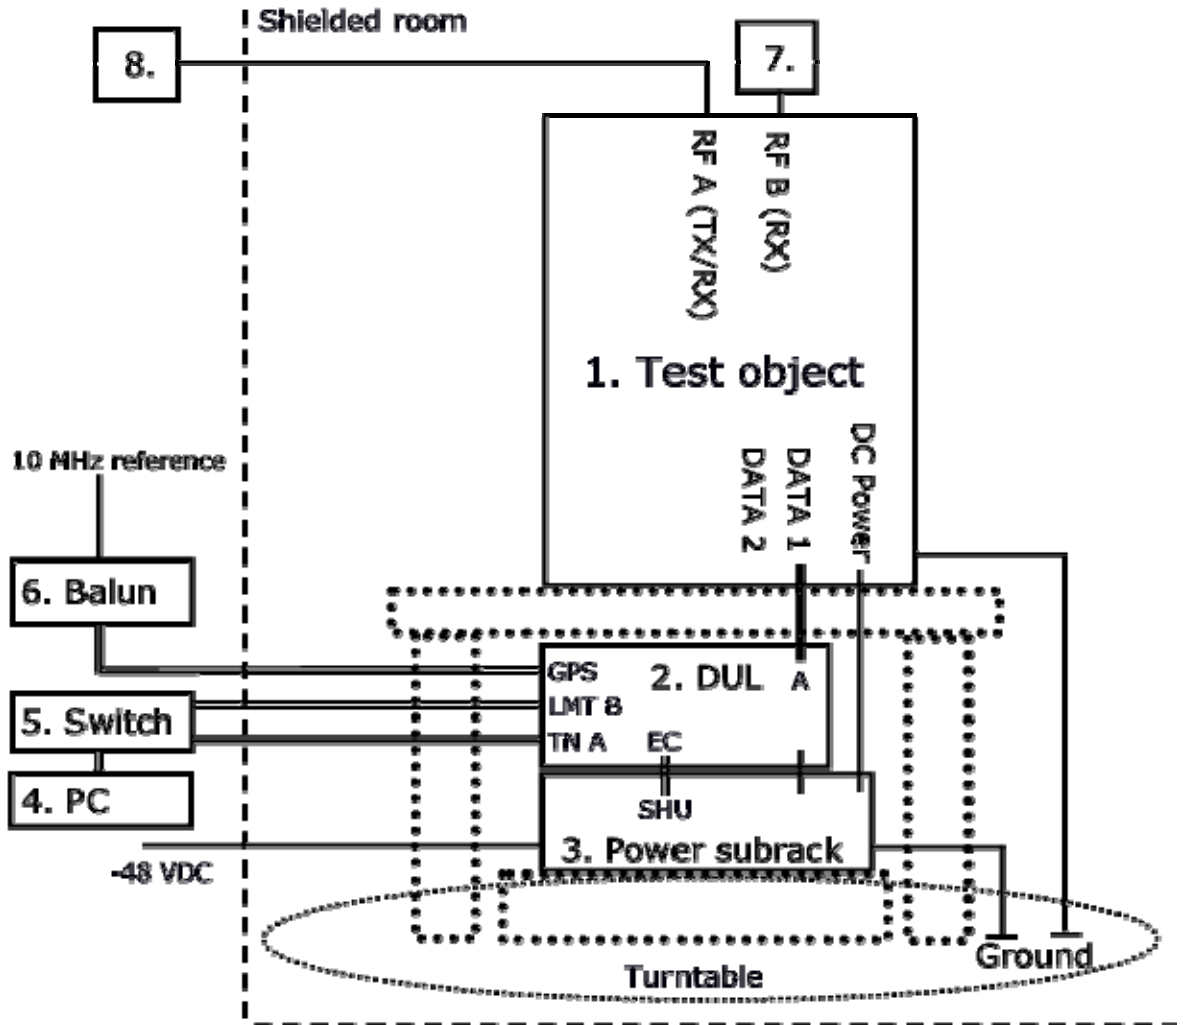 Shielded room
8.
7.
RF A (TX/RX)
RF B (RX)
1. Test object
DATA 2
DATA 1
DC Power
10 MHz reference
6. Balun
GPS
2. DUL
A
LMT B
5. Switch
TN A
EC
4. PC
SHU
3. Power subrack
-48 VDC
Ground
Turntable